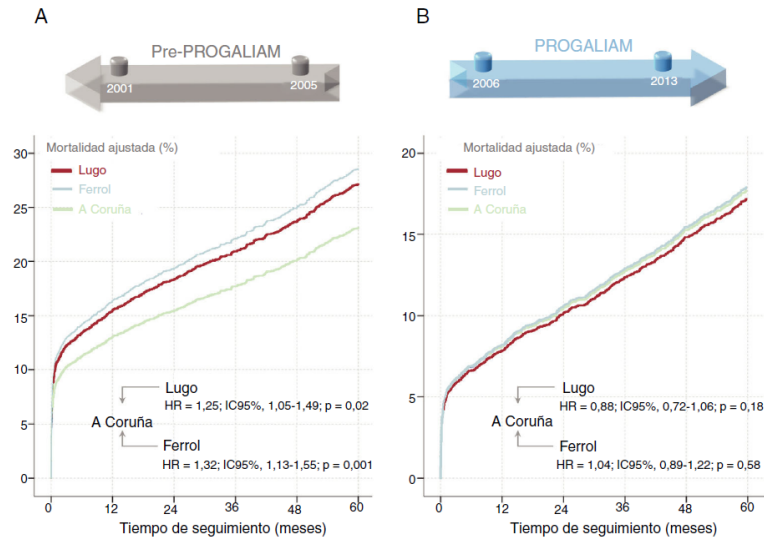 A
Pre-PROGALIAM
2001
2005
Mortalidad ajustada (%)
Lugo
Ferrol
A Coruña
30
25
20
15
10
5
0
Lugo
HR = 1,25; IC95%, 1,05-1,49; p = 0,02
A Coruña
Ferrol
HR = 1,32; IC95%, 1,13-1,55; p = 0,001
0 12 24 36 48 60
Tiempo de seguimiento (meses)
B
PROGALIAM
2006
2013
Mortalidad ajustada (%)
Lugo
Ferrol
A Coruña
20
15
10
5
0
Lugo
HR = 0,88; IC95%, 0,72-1,06; p = 0,18
A Coruña
Ferrol
HR = 1,04; IC95%, 0,89-1,22; p = 0,58
0 12 24 36 48 60
Tiempo de seguimiento (meses)